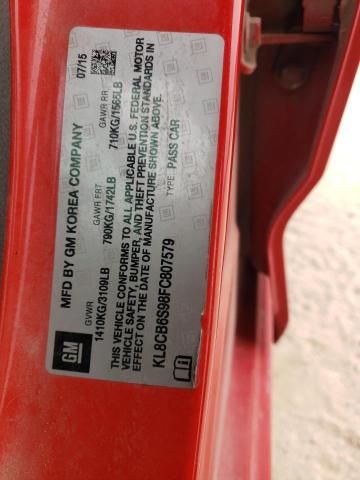 MFD BY GM KOREA COMPANY
07/15
GVWR
GAWR FRT
GAWR RR
1410KG/3109LB
790KG/1742LB
710KG/1565LB
THIS VEHICLE CONFORMS TO ALL APPLICABLE U.S. FEDERAL MOTOR
VEHICLE SAFETY, BUMPER, AND THEFT PREVENTION STANDARDS IN
EFFECT ON THE DATE OF MANUFACTURE SHOWN ABOVE.
KL8CB6S98FC807579
TYPE: PASS CAR
GM